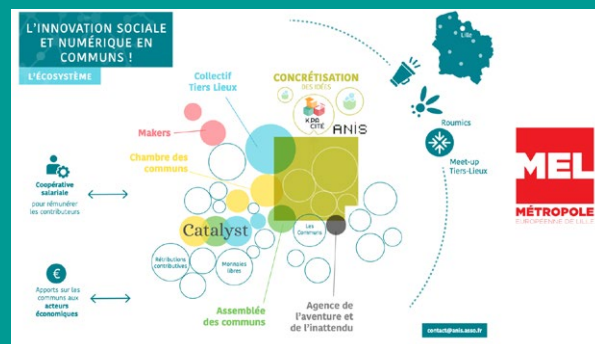 L'INNOVATION SOCIALE
ET NUMÉRIQUE EN
COMMUNS !
L'ÉCOSYSTÈME
Collectif
Tiers Lieux
CONCRÉTISATION
DES IDÉES
Lille
KPA
CITÉ
ANIS
Makers
Roumics
Chambre des
communs
Meet-up
Tiers-Lieux
MEL
MÉTROPOLE
EUROPÉENNE DE LILLE
Coopérative
salariale
pour rémunérer
les contributeurs
Catalyst
Les
Communs
Rétributions
contributives
Monnaies
libres
€
Apports sur les
communs aux
acteurs
économiques
Assemblée
des communs
Agence de
l'aventure et
de l'inattendu
contact@anis.asso.fr